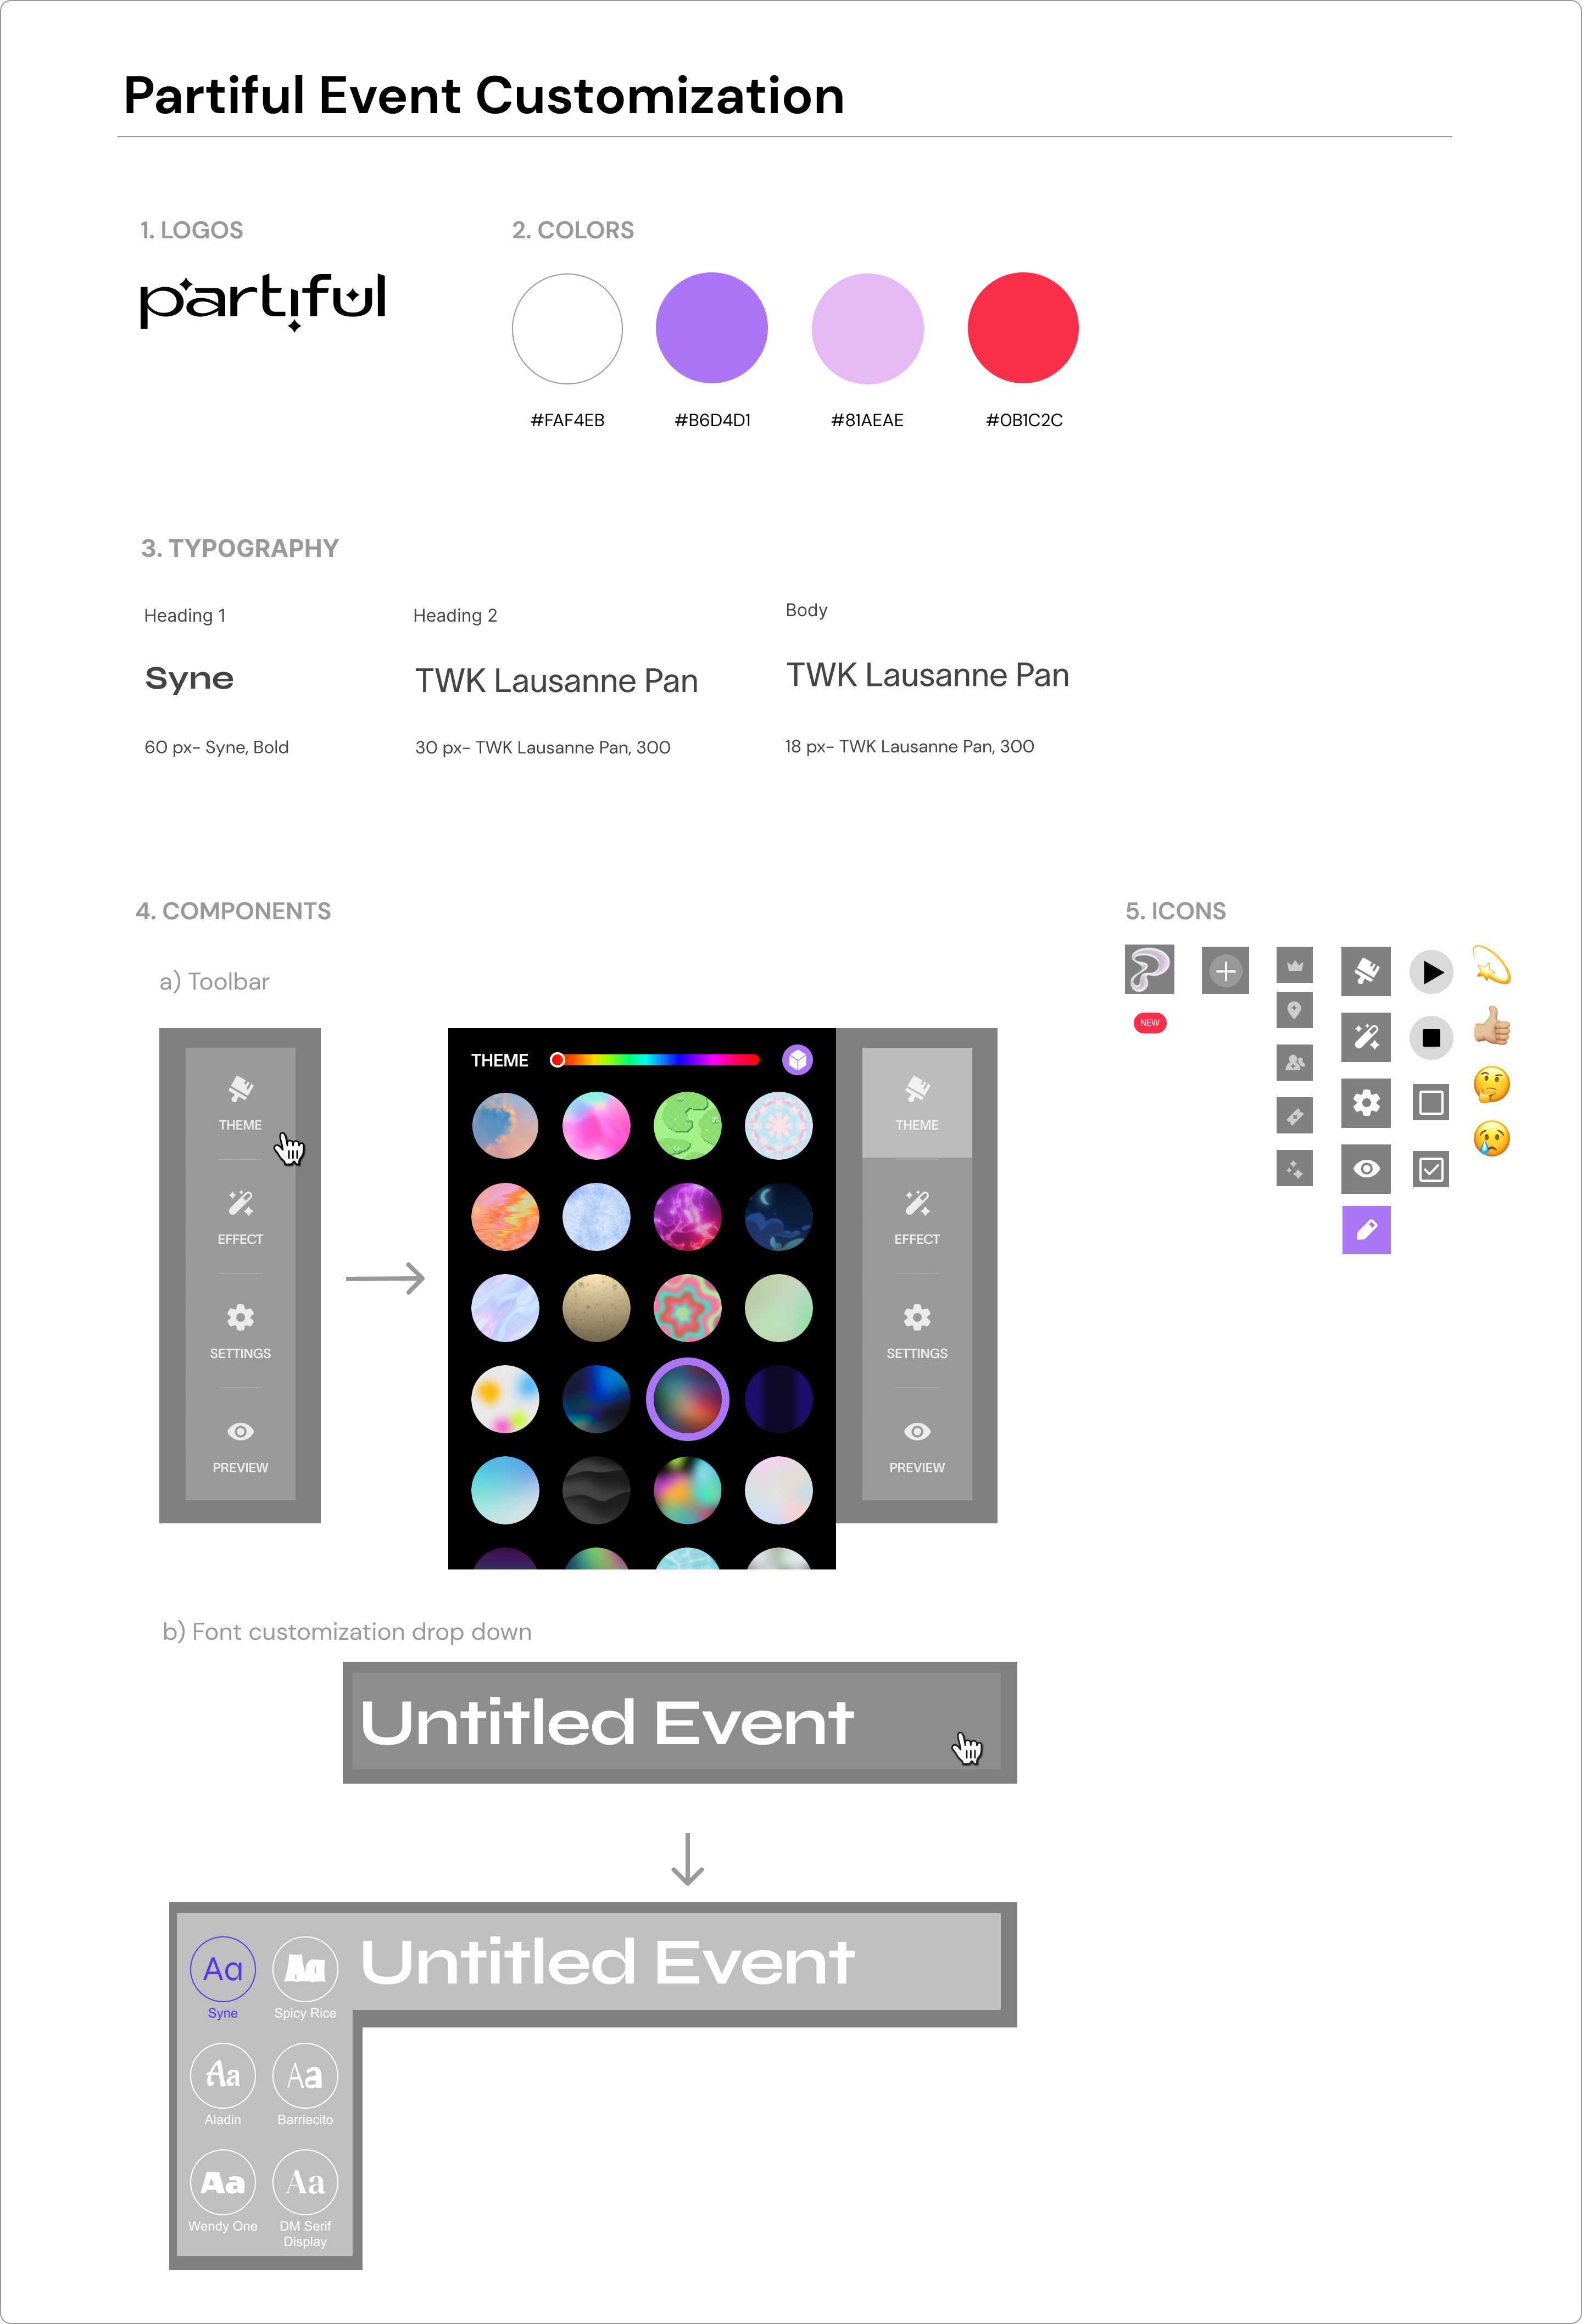 Partiful Event Customization
1. LOGOS
partiful
2. COLORS
#FAF4EB
#B6D4D1
#81AEAE
#0B1C2C
3. TYPOGRAPHY
Heading 1
Syne
60 px- Syne, Bold
Heading 2
TWK Lausanne Pan
30 px- TWK Lausanne Pan, 300
Body
TWK Lausanne Pan
18 px- TWK Lausanne Pan, 300
4. COMPONENTS
a) Toolbar
THEME
EFFECT
SETTINGS
PREVIEW
THEME
THEME
EFFECT
SETTINGS
PREVIEW
b) Font customization drop down
Untitled Event
Untitled Event
Aa
Syne
Aa
Spicy Rice
Aa
Aladin
Aa
Barriecito
Aa
Wendy One
Aa
DM Serif
Display
5. ICONS
NEW